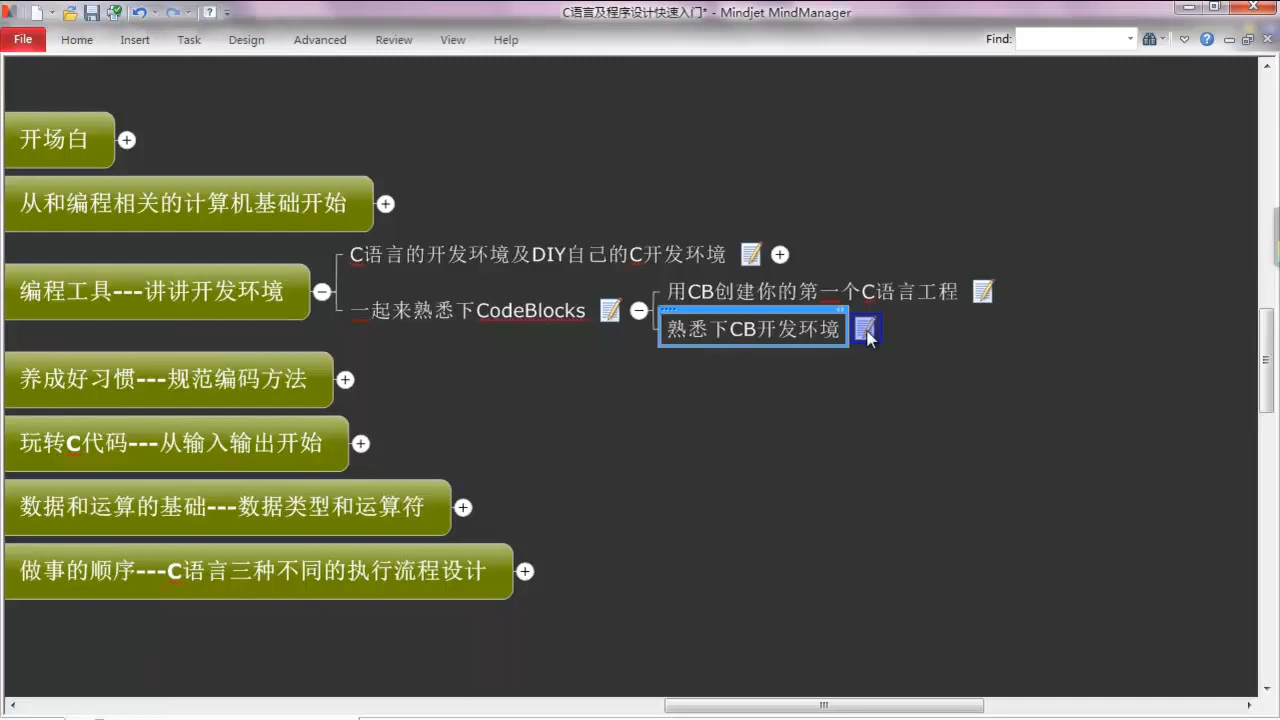 C语言及程序设计快速入门* - Mindjet MindManager
File Home Insert Task Design Advanced Review View Help Find:
开场白
从和编程相关的计算机基础开始
C语言的开发环境及DIY自己的C开发环境
编程工具---讲讲开发环境
用CB创建你的第一个C语言工程
一起来熟悉下CodeBlocks
熟悉下CB开发环境
养成好习惯---规范编码方法
玩转C代码---从输入输出开始
数据和运算的基础---数据类型和运算符
做事的顺序---C语言三种不同的执行流程设计